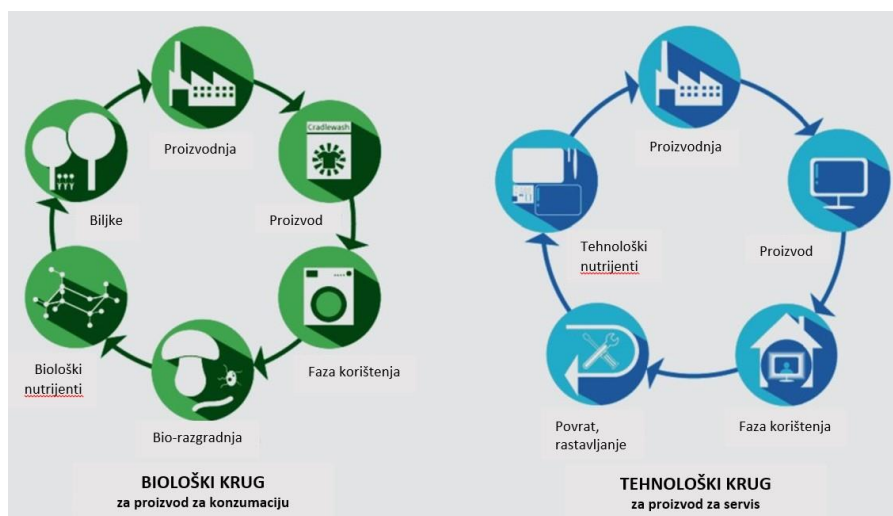 Proizvodnja
Cradlewash
Proizvod
Faza korištenja
Bio-razgradnja
Biološki
nutrijenti
Biljke
BIOLOŠKI KRUG
za proizvod za konzumaciju
Proizvodnja
Proizvod
Faza korištenja
Povrat,
rastavljanje
Tehnološki
nutrijenti
TEHNOLOŠKI KRUG
za proizvod za servis